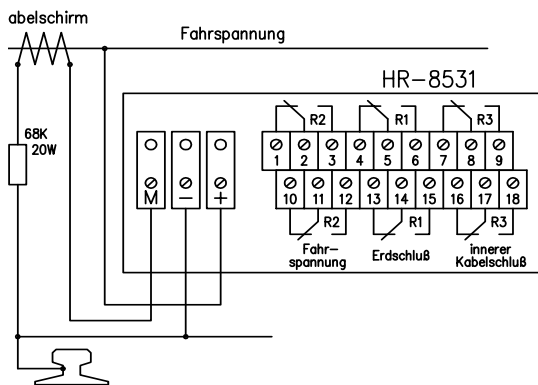 abelschirm
Fahrspannung
HR-8531
68K
20W
R2 R1 R3
1 2 3 4 5 6 7 8 9
M − +
10 11 12 13 14 15 16 17 18
R2 R1 R3
Fahr-
spannung
Erdschluß
innerer
Kabelschluß